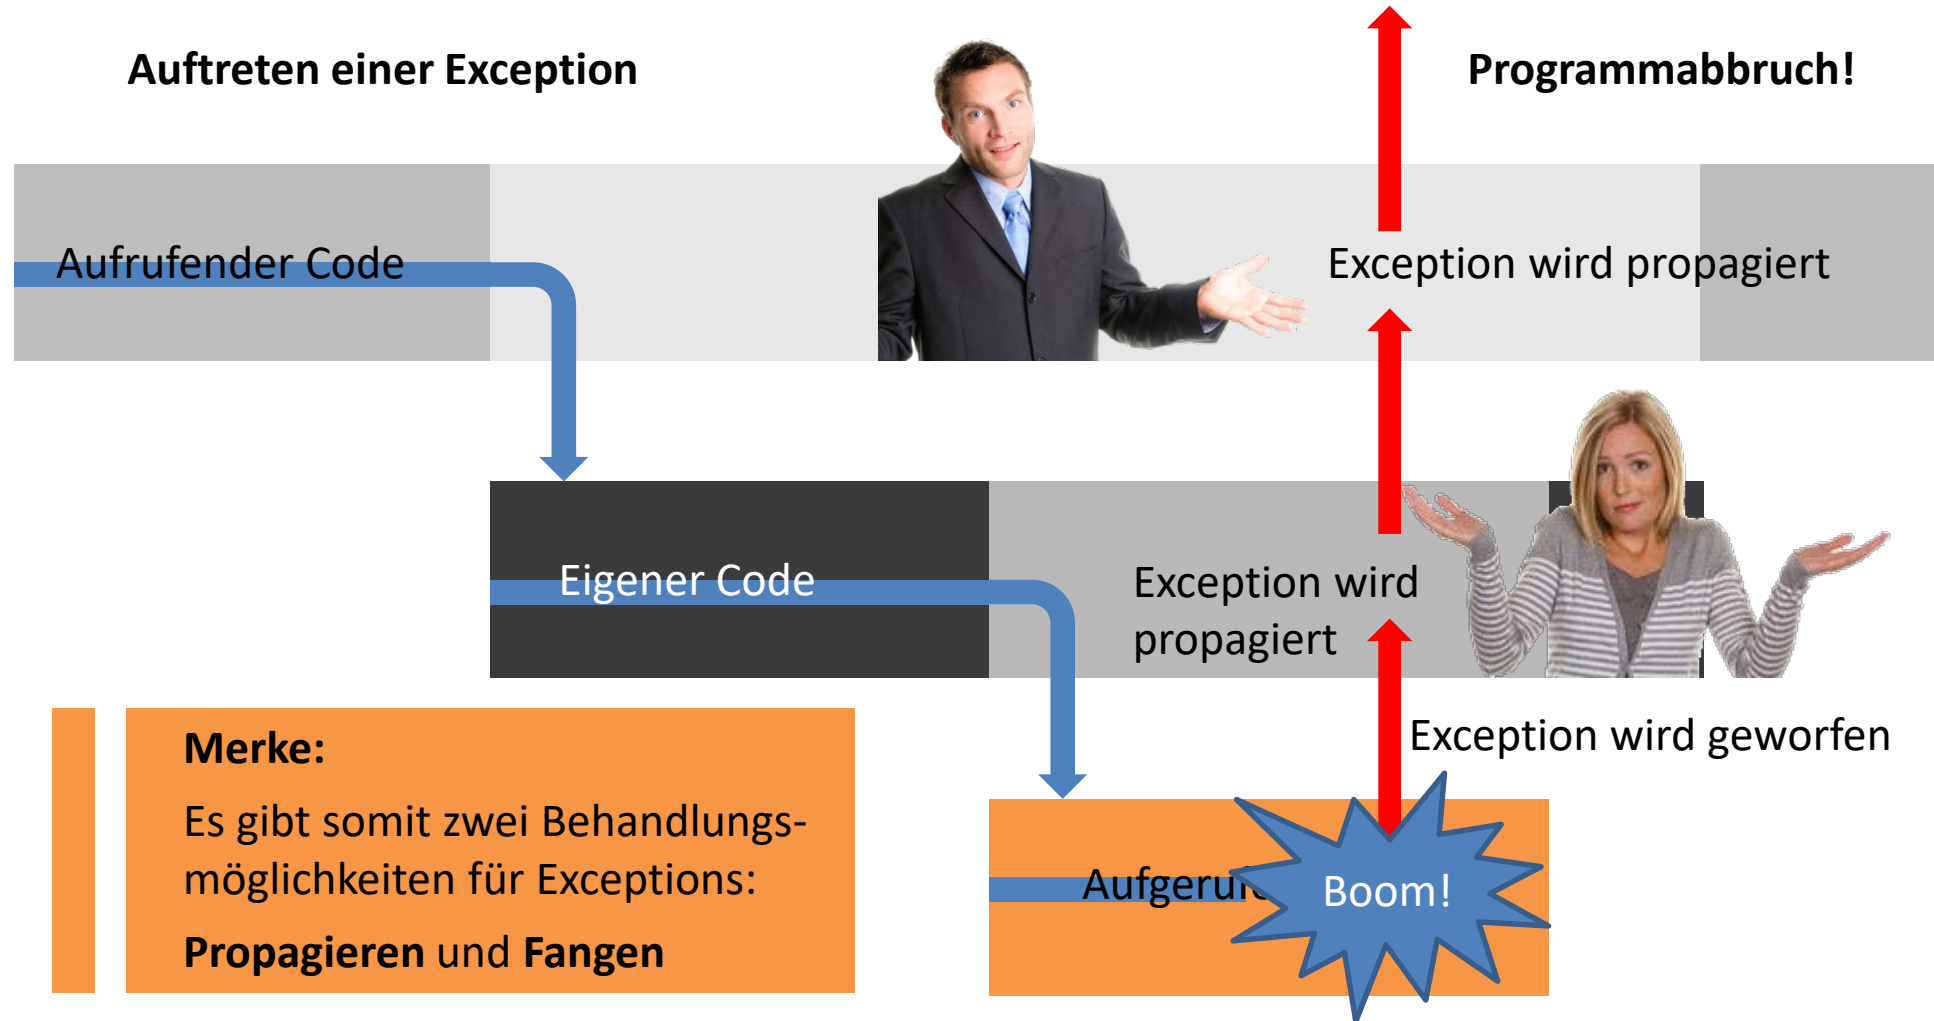 Auftreten einer Exception
Programmabbruch!
Aufrufender Code
Exception wird propagiert
Eigener Code
Exception wird
propagiert
Exception wird geworfen
Merke:
Es gibt somit zwei Behandlungs-
möglichkeiten für Exceptions:
Propagieren und Fangen
Boom!